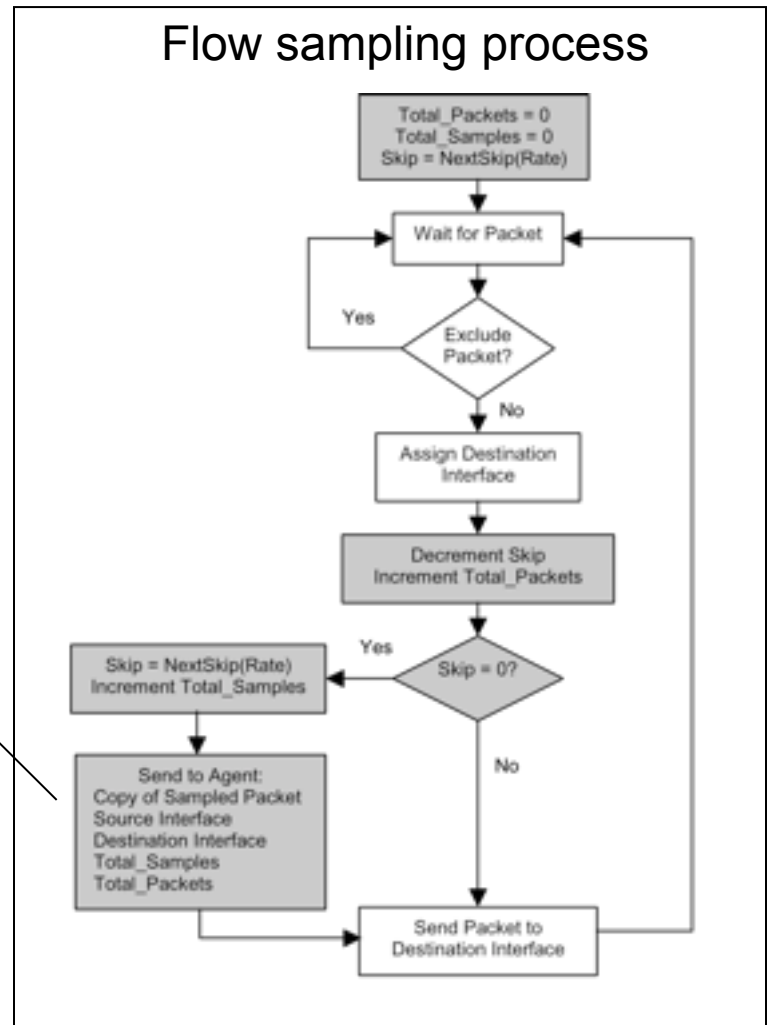 Flow sampling process
Total_Packets = 0
Total_Samples = 0
Skip = NextSkip(Rate)
Wait for Packet
Yes
Exclude
Packet?
No
Assign Destination
Interface
Decrement Skip
Increment Total_Packets
Yes
Skip = 0?
Skip = NextSkip(Rate)
Increment Total_Samples
No
Send to Agent:
Copy of Sampled Packet
Source Interface
Destination Interface
Total_Samples
Total_Packets
Send Packet to
Destination Interface